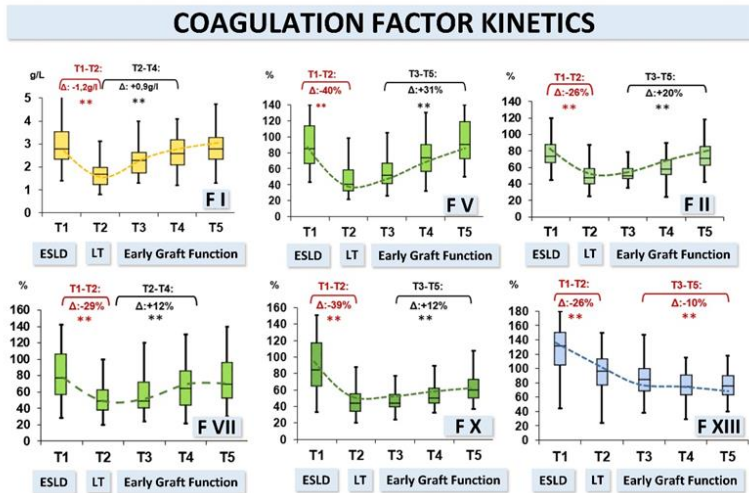 COAGULATION FACTOR KINETICS
g/L
T1-T2:
T2-T4:
Δ: -1,2g/l
Δ: +0,9g/l
**
**
5
4
3
2
1
0
F I
T1 T2 T3 T4 T5
ESLD LT Early Graft Function
%
T1-T2:
T3-T5:
Δ:-40%
Δ:+31%
**
**
140
120
100
80
60
40
20
0
F V
T1 T2 T3 T4 T5
ESLD LT Early Graft Function
%
T1-T2:
T3-T5:
Δ:-26%
Δ:+20%
**
**
140
120
100
80
60
40
20
0
F II
T1 T2 T3 T4 T5
ESLD LT Early Graft Function
%
T1-T2:
T2-T4:
Δ:-29%
Δ:+12%
**
**
160
140
120
100
80
60
40
20
0
F VII
T1 T2 T3 T4 T5
ESLD LT Early Graft Function
%
T1-T2:
T3-T5:
Δ:-39%
Δ:+12%
**
**
160
140
120
100
80
60
40
20
0
F X
T1 T2 T3 T4 T5
ESLD LT Early Graft Function
%
T1-T2:
T3-T5:
Δ:-26%
Δ:-10%
**
**
180
160
140
120
100
80
60
40
20
0
F XIII
T1 T2 T3 T4 T5
ESLD LT Early Graft Function